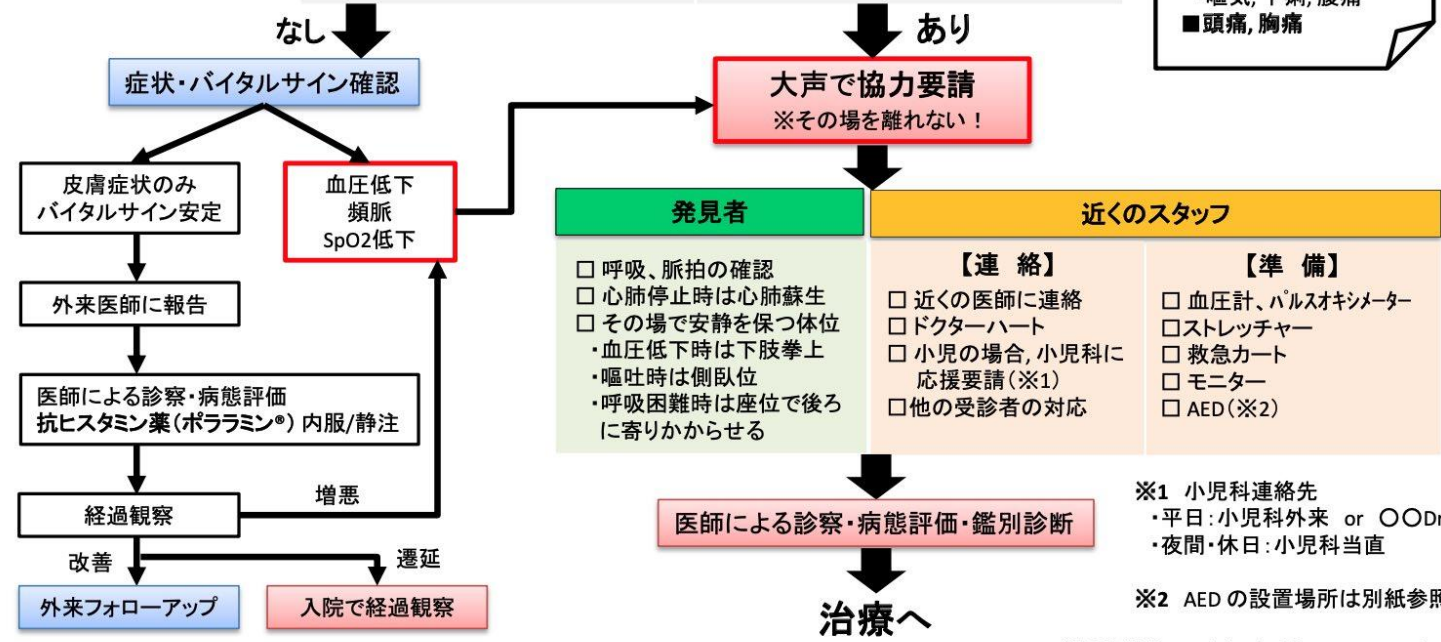 嘔気, 下痢, 腹痛
■頭痛, 胸痛
なし
あり
症状・バイタルサイン確認
大声で協力要請
※その場を離れない！
皮膚症状のみ
バイタルサイン安定
血圧低下
頻脈
SpO2低下
外来医師に報告
医師による診察・病態評価
抗ヒスタミン薬（ポララミン®）内服/静注
経過観察
増悪
改善
遷延
外来フォローアップ
入院で経過観察
発見者
近くのスタッフ
□ 呼吸、脈拍の確認
□ 心肺停止時は心肺蘇生
□ その場で安静を保つ体位
・血圧低下時は下肢拳上
・嘔吐時は側臥位
・呼吸困難時は座位で後ろ
に寄りかからせる
【連 絡】
□ 近くの医師に連絡
□ドクターハート
□ 小児の場合, 小児科に
応援要請（※1）
□他の受診者の対応
【準 備】
□ 血圧計、パルスオキシメーター
□ストレッチャー
□ 救急カート
□ モニター
□ AED（※2）
医師による診察・病態評価・鑑別診断
治療へ
※1 小児科連絡先
・平日：小児科外来 or 〇〇Dr
・夜間・休日：小児科当直
※2 AED の設置場所は別紙参照